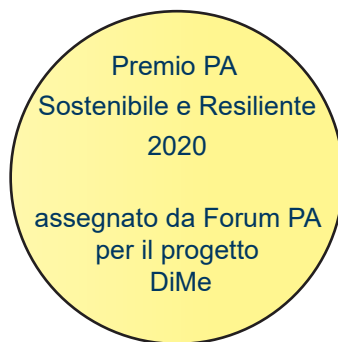 Premio PA
Sostenibile e Resiliente
2020
assegnato da Forum PA
per il progetto
DiMe